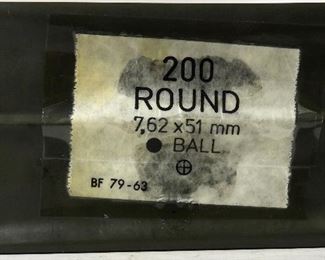 200
ROUND
7,62 x 51 mm
● BALL
⊕
BF 79-63